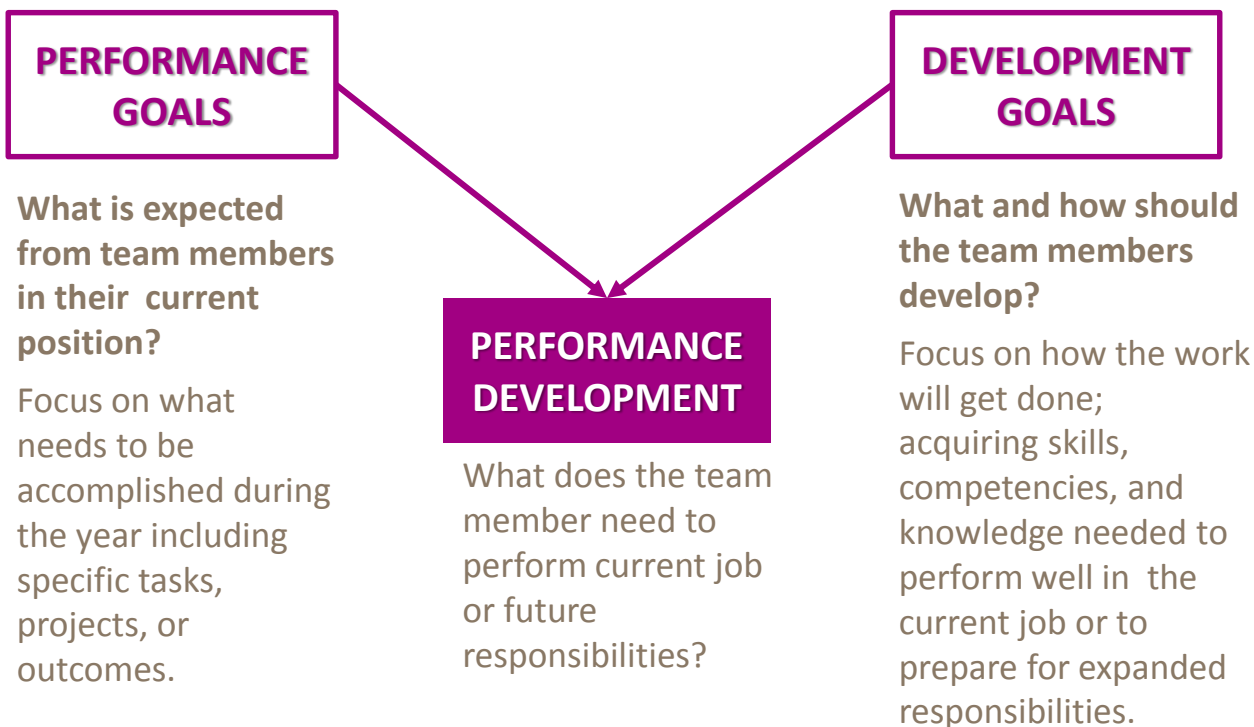 PERFORMANCE
GOALS
What is expected
from team members
in their current
position?
Focus on what
needs to be
accomplished during
the year including
specific tasks,
projects, or
outcomes.
PERFORMANCE
DEVELOPMENT
What does the team
member need to
perform current job
or future
responsibilities?
DEVELOPMENT
GOALS
What and how should
the team members
develop?
Focus on how the work
will get done;
acquiring skills,
competencies, and
knowledge needed to
perform well in the
current job or to
prepare for expanded
responsibilities.